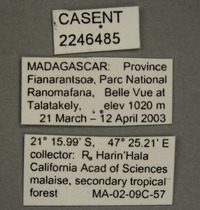 CASENT
2246485
MADAGASCAR: Province
Fianarantsoa, Parc National
Ranomafana, Belle Vue at
Talatakely, elev 1020 m
21 March – 12 April 2003
21° 15.99' S, 47° 25.21' E
collector: R. Harin'Hala
California Acad of Sciences
malaise, secondary tropical
forest MA-02-09C-57